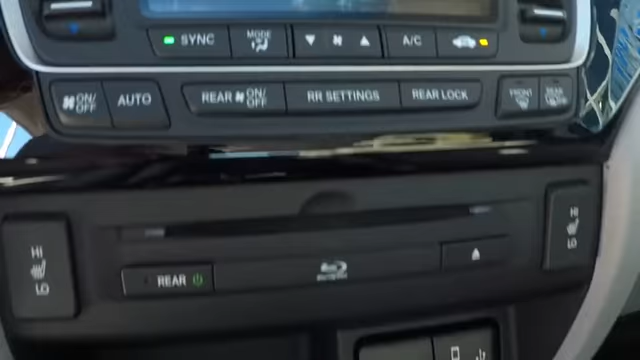 SYNC MODE A/C
ON/OFF AUTO REAR ON/OFF RR SETTINGS REAR LOCK FRONT REAR
HI HI
LO REAR LO